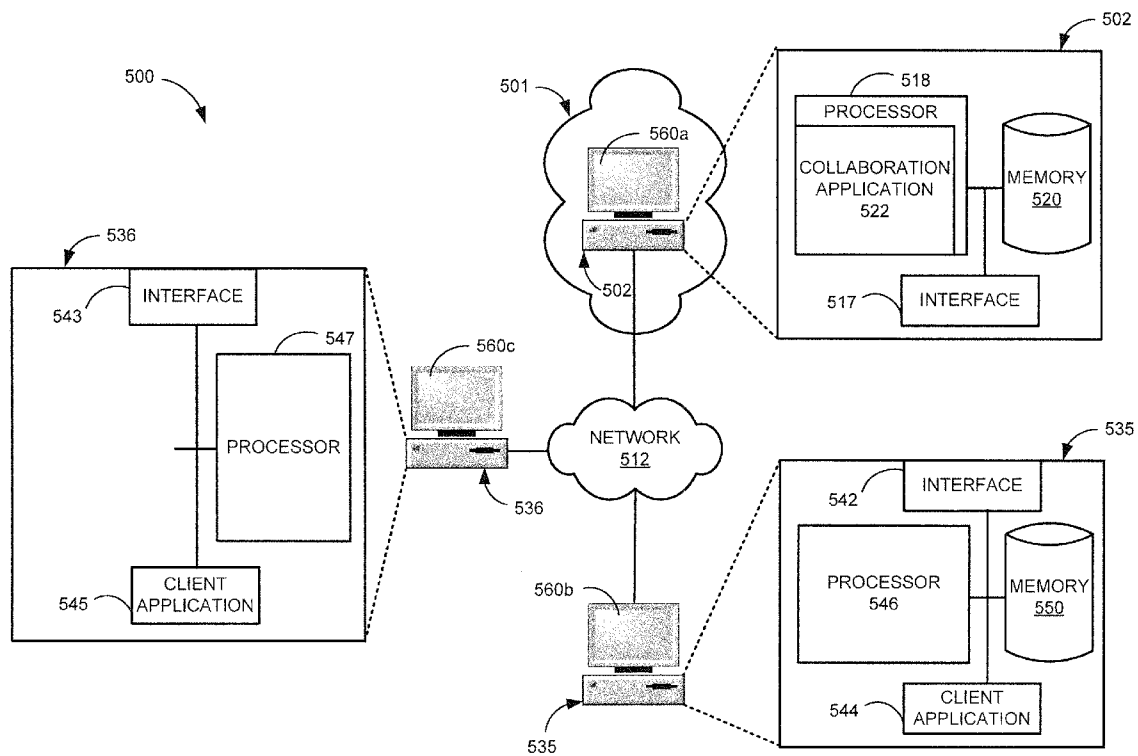 500
501
560a
502
502
518
PROCESSOR
COLLABORATION
APPLICATION
522
MEMORY
520
517
INTERFACE
536
543
INTERFACE
547
PROCESSOR
545
CLIENT
APPLICATION
560c
536
NETWORK
512
560b
535
535
542
INTERFACE
PROCESSOR
546
MEMORY
550
544
CLIENT
APPLICATION